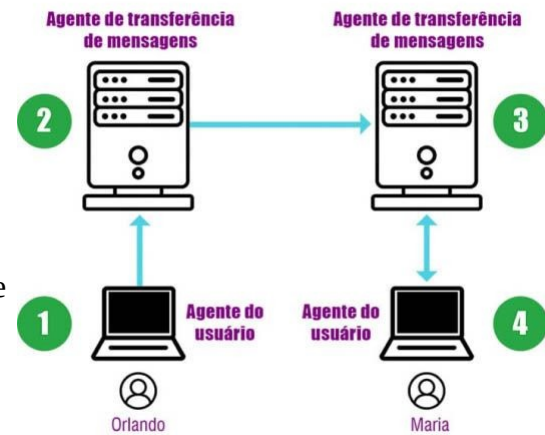 Agente de transferência
de mensagens
Agente de transferência
de mensagens
2
3
e
1
Agente do
usuário
Agente do
usuário
4
Orlando
Maria